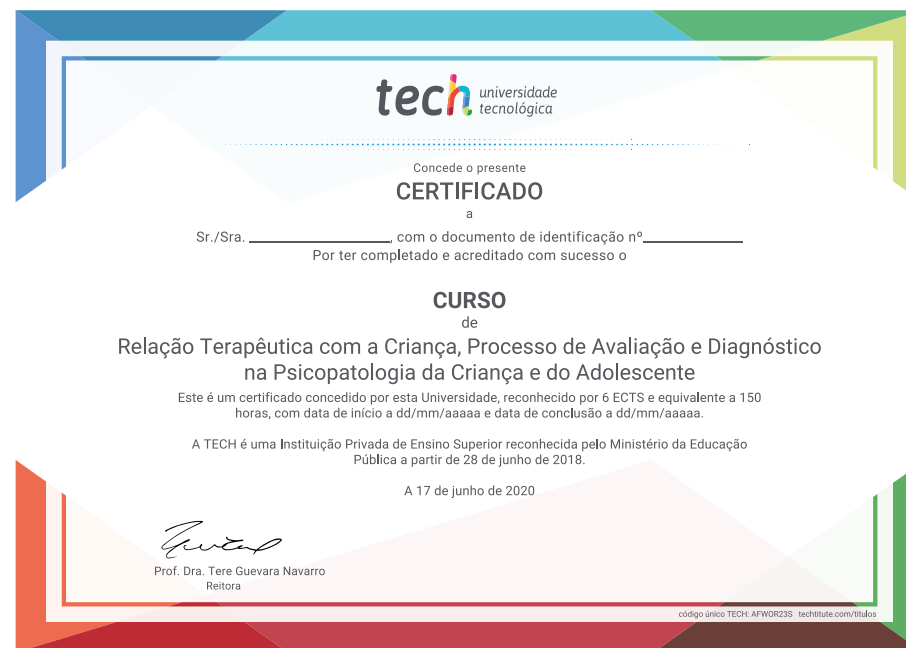 tech universidade
tecnológica
Concede o presente
CERTIFICADO
a
Sr./Sra. ____________________, com o documento de identificação nº______________
Por ter completado e acreditado com sucesso o
CURSO
de
Relação Terapêutica com a Criança, Processo de Avaliação e Diagnóstico
na Psicopatologia da Criança e do Adolescente
Este é um certificado concedido por esta Universidade, reconhecido por 6 ECTS e equivalente a 150
horas, com data de início a dd/mm/aaaaa e data de conclusão a dd/mm/aaaaa.
A TECH é uma Instituição Privada de Ensino Superior reconhecida pelo Ministério da Educação
Pública a partir de 28 de junho de 2018.
A 17 de junho de 2020
Prof. Dra. Tere Guevara Navarro
Reitora
código único TECH: AFWOR23S techtitute.com/titulos